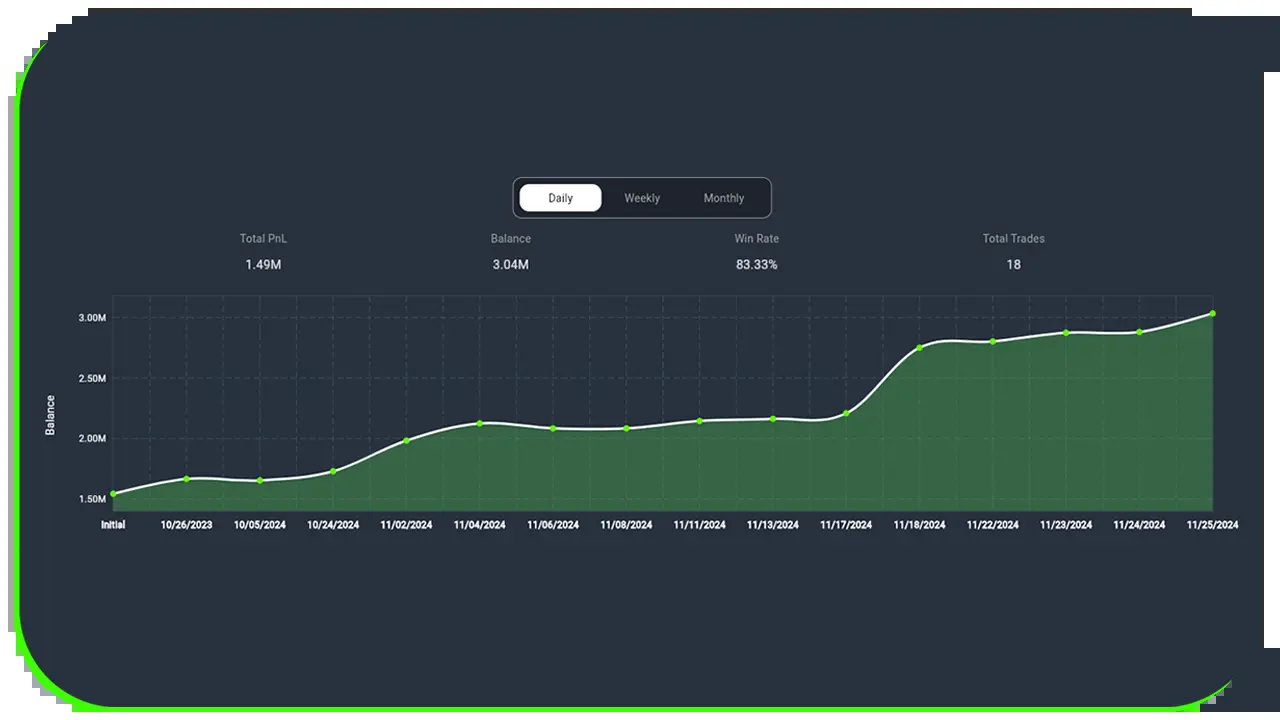 Daily Weekly Monthly
Total PnL Balance Win Rate Total Trades
1.49M 3.04M 83.33% 18
3.00M
2.50M
2.00M
1.50M
Balance
Initial 10/26/2023 10/05/2024 10/24/2024 11/02/2024 11/04/2024 11/06/2024 11/08/2024 11/11/2024 11/13/2024 11/17/2024 11/18/2024 11/22/2024 11/23/2024 11/24/2024 11/25/2024